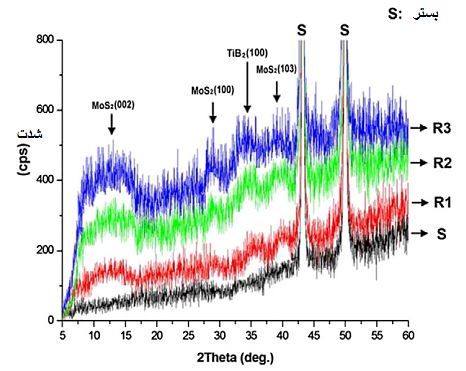 S: بستر
800
S
S
TiB₂(100)
MoS₂(100)
MoS₂(103)
MoS₂(002)
600
شدت
(cps)
R3
R2
400
R1
200
S
0
5 10 15 20 25 30 35 40 45 50 55 60
2Theta (deg.)